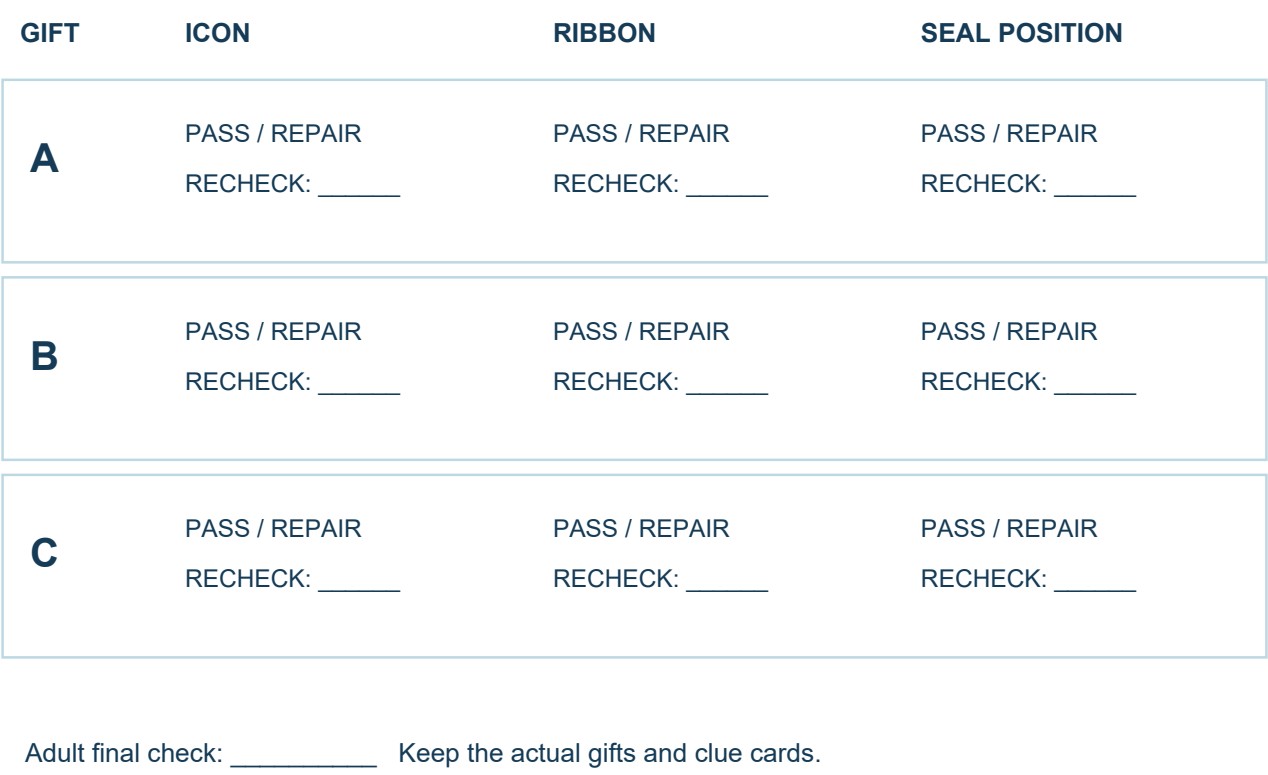 GIFT ICON RIBBON SEAL POSITION
A
PASS / REPAIR PASS / REPAIR PASS / REPAIR
RECHECK: ______ RECHECK: ______ RECHECK: ______
B
PASS / REPAIR PASS / REPAIR PASS / REPAIR
RECHECK: ______ RECHECK: ______ RECHECK: ______
C
PASS / REPAIR PASS / REPAIR PASS / REPAIR
RECHECK: ______ RECHECK: ______ RECHECK: ______
Adult final check: __________ Keep the actual gifts and clue cards.